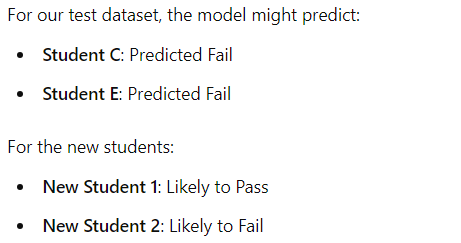 For our test dataset, the model might predict:
• Student C: Predicted Fail
• Student E: Predicted Fail
For the new students:
• New Student 1: Likely to Pass
• New Student 2: Likely to Fail